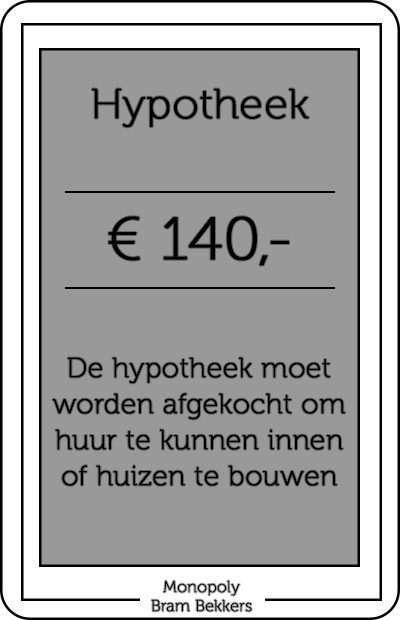 Hypotheek
€ 140,-
De hypotheek moet
worden afgekocht om
huur te kunnen innen
of huizen te bouwen
Monopoly
Bram Bekkers